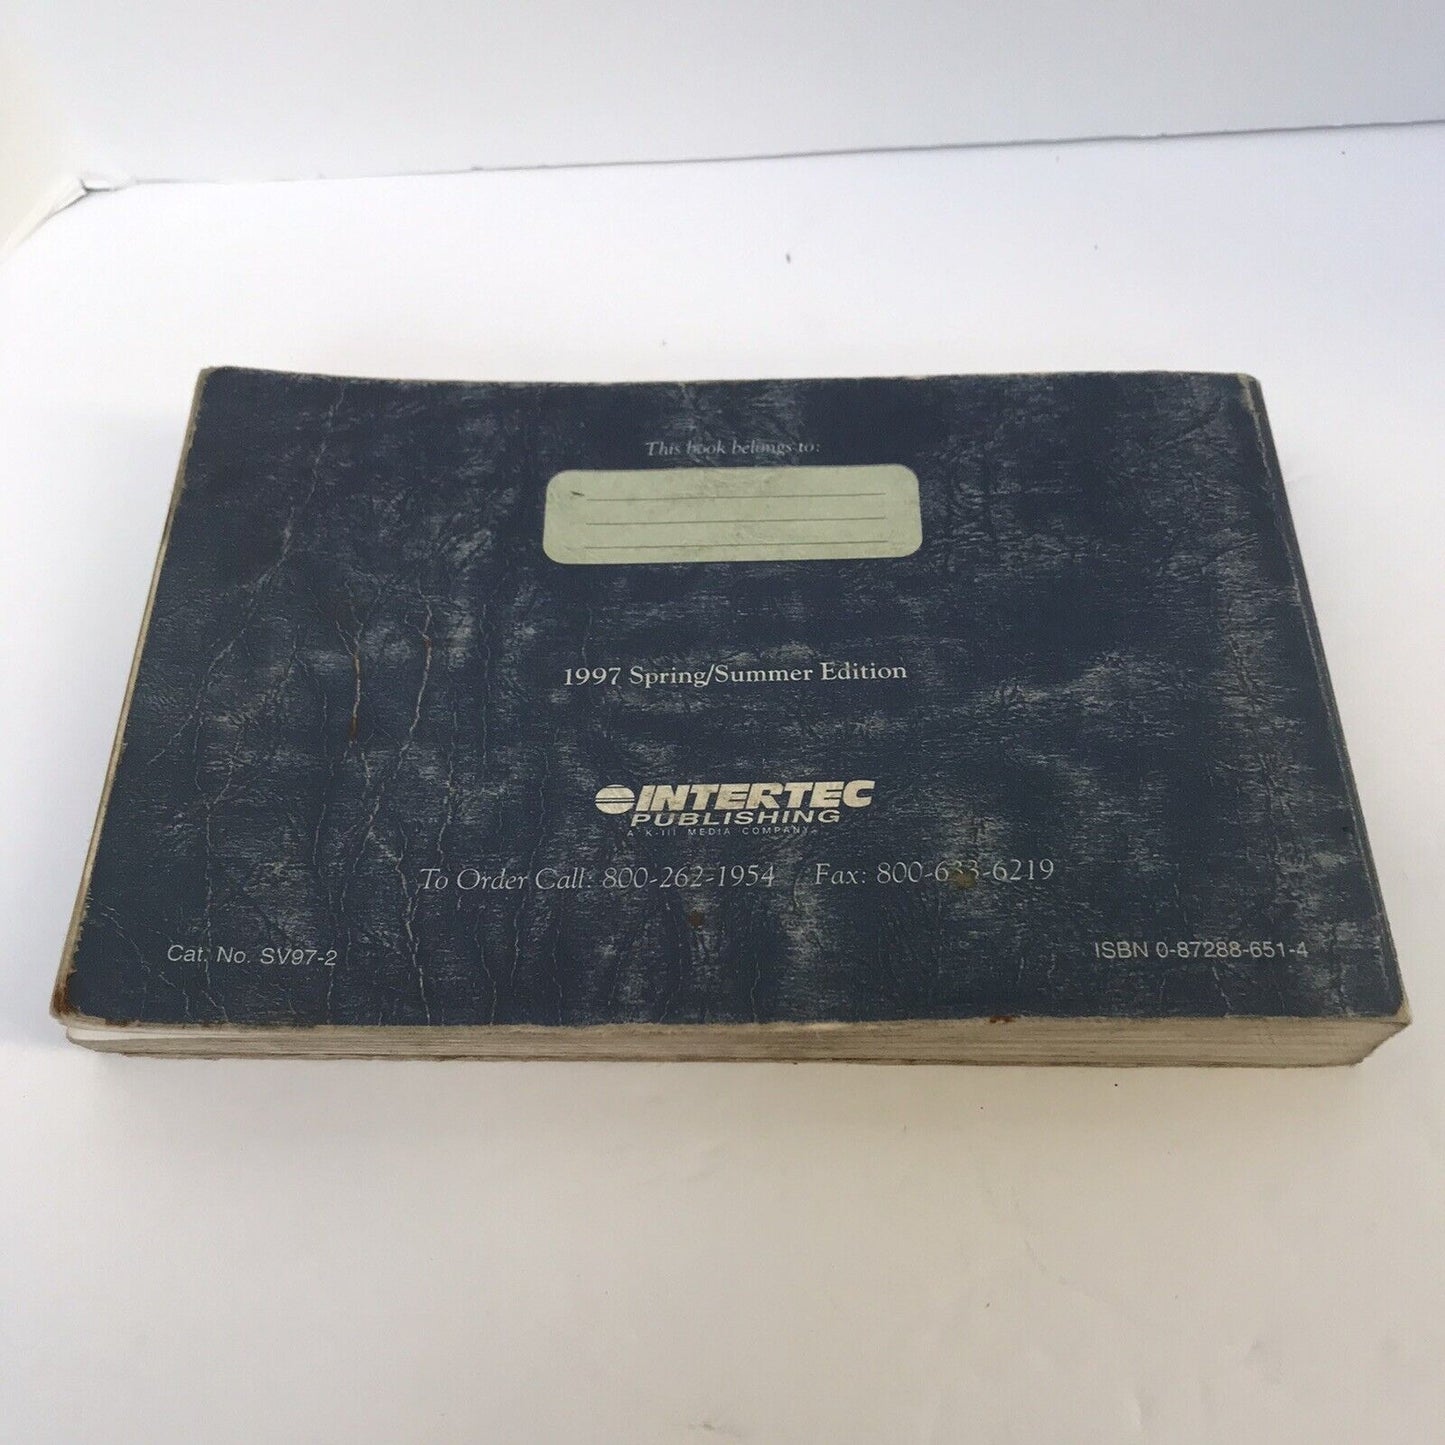 This book belongs to:
1997 Spring/Summer Edition
INTERTEC
PUBLISHING
A K-III MEDIA COMPANY
To Order Call: 800-262-1954 Fax: 800-633-6219
Cat. No. SV97-2 ISBN 0-87288-651-4